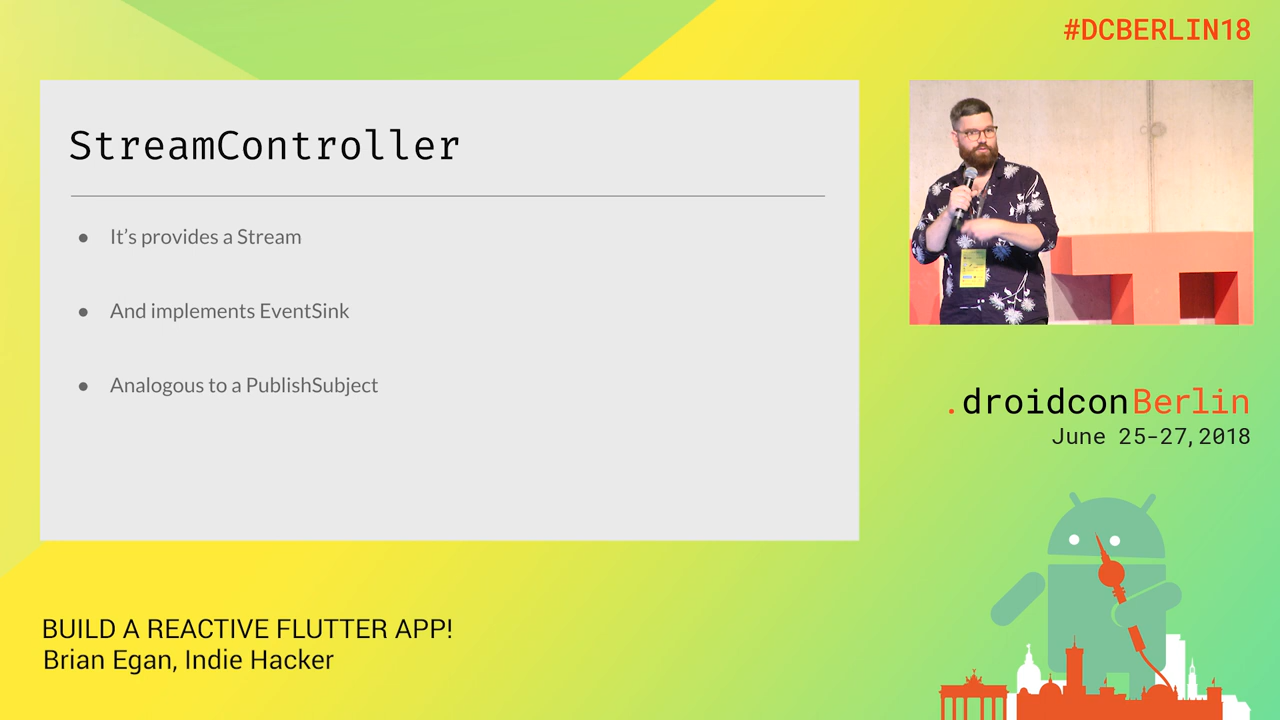 #DCBERLIN18
StreamController
● It’s provides a Stream
● And implements EventSink
● Analogous to a PublishSubject
.droidconBerlin
June 25-27, 2018
BUILD A REACTIVE FLUTTER APP!
Brian Egan, Indie Hacker